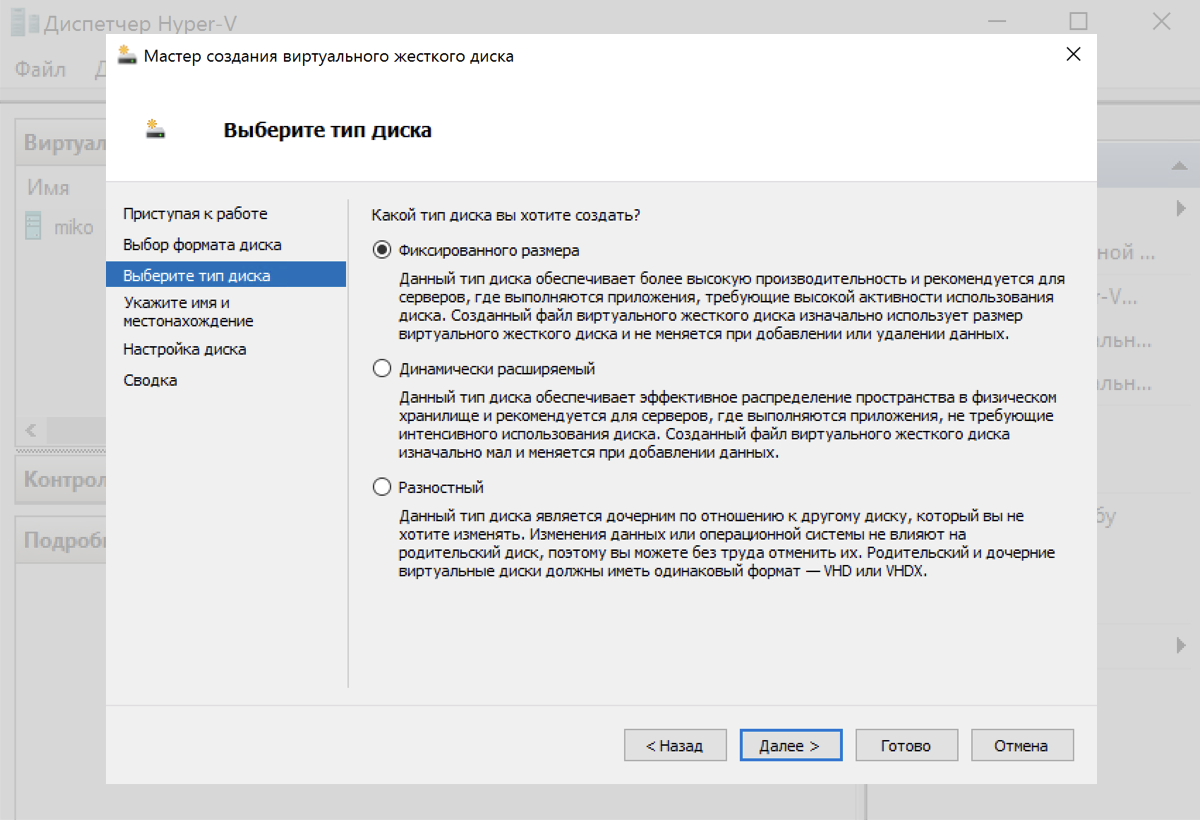 Диспетчер Hyper-V
Файл
Мастер создания виртуального жесткого диска
Выберите тип диска
Имя
miko
Приступая к работе
Выбор формата диска
Выберите тип диска
Укажите имя и
местонахождение
Настройка диска
Сводка
Какой тип диска вы хотите создать?
Фиксированного размера
Данный тип диска обеспечивает более высокую производительность и рекомендуется для
серверов, где выполняются приложения, требующие высокой активности использования
диска. Созданный файл виртуального жесткого диска изначально использует размер
виртуального жесткого диска и не меняется при добавлении или удалении данных.
Динамически расширяемый
Данный тип диска обеспечивает эффективное распределение пространства в физическом
хранилище и рекомендуется для серверов, где выполняются приложения, не требующие
интенсивного использования диска. Созданный файл виртуального жесткого диска
изначально мал и меняется при добавлении данных.
Разностный
Данный тип диска является дочерним по отношению к другому диску, который вы не
хотите изменять. Изменения данных или операционной системы не влияют на
родительский диск, поэтому вы можете без труда отменить их. Родительский и дочерние
виртуальные диски должны иметь одинаковый формат — VHD или VHDX.
< Назад
Далее >
Готово
Отмена